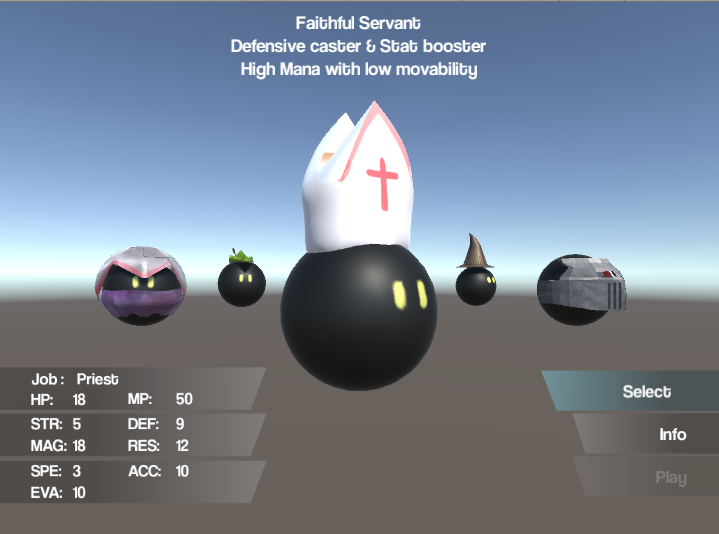 Faithful Servant
Defensive caster & Stat booster
High Mana with low movability
Job : Priest
HP: 18 MP: 50
STR: 5 DEF: 9
MAG: 18 RES: 12
SPE: 3 ACC: 10
EVA: 10
Select
Info
Play